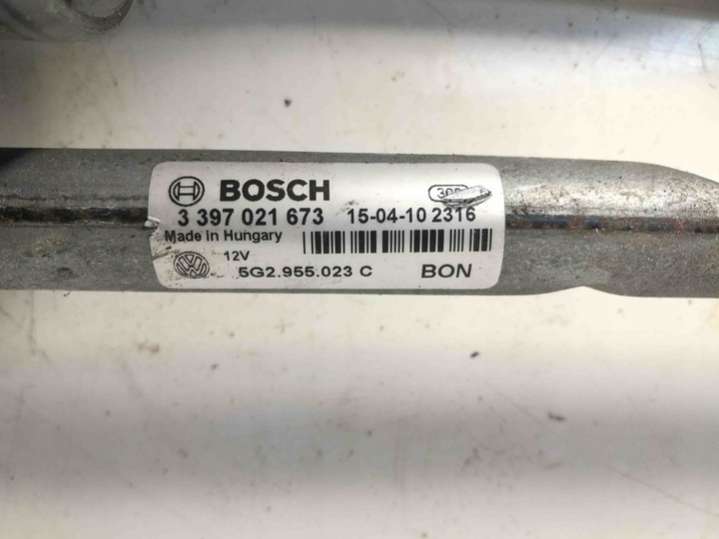 BOSCH
3 397 021 673 15-04-10 2316
Made in Hungary
12V
5G2.955.023 C BON